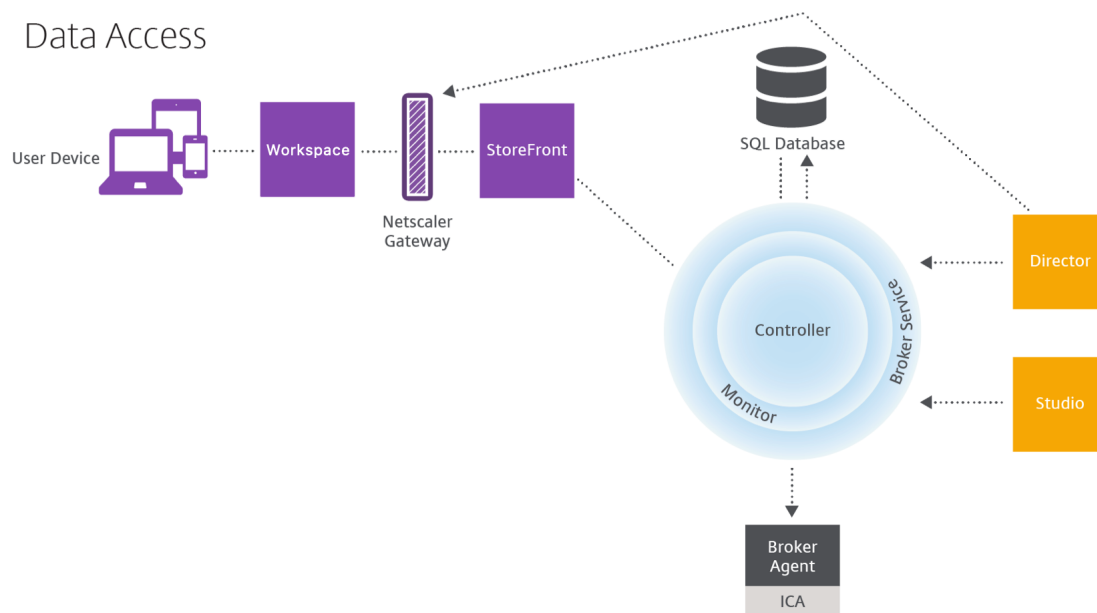 Data Access
User Device
Workspace
Netscaler
Gateway
StoreFront
SQL Database
Director
Controller
Broker Service
Monitor
Studio
Broker
Agent
ICA